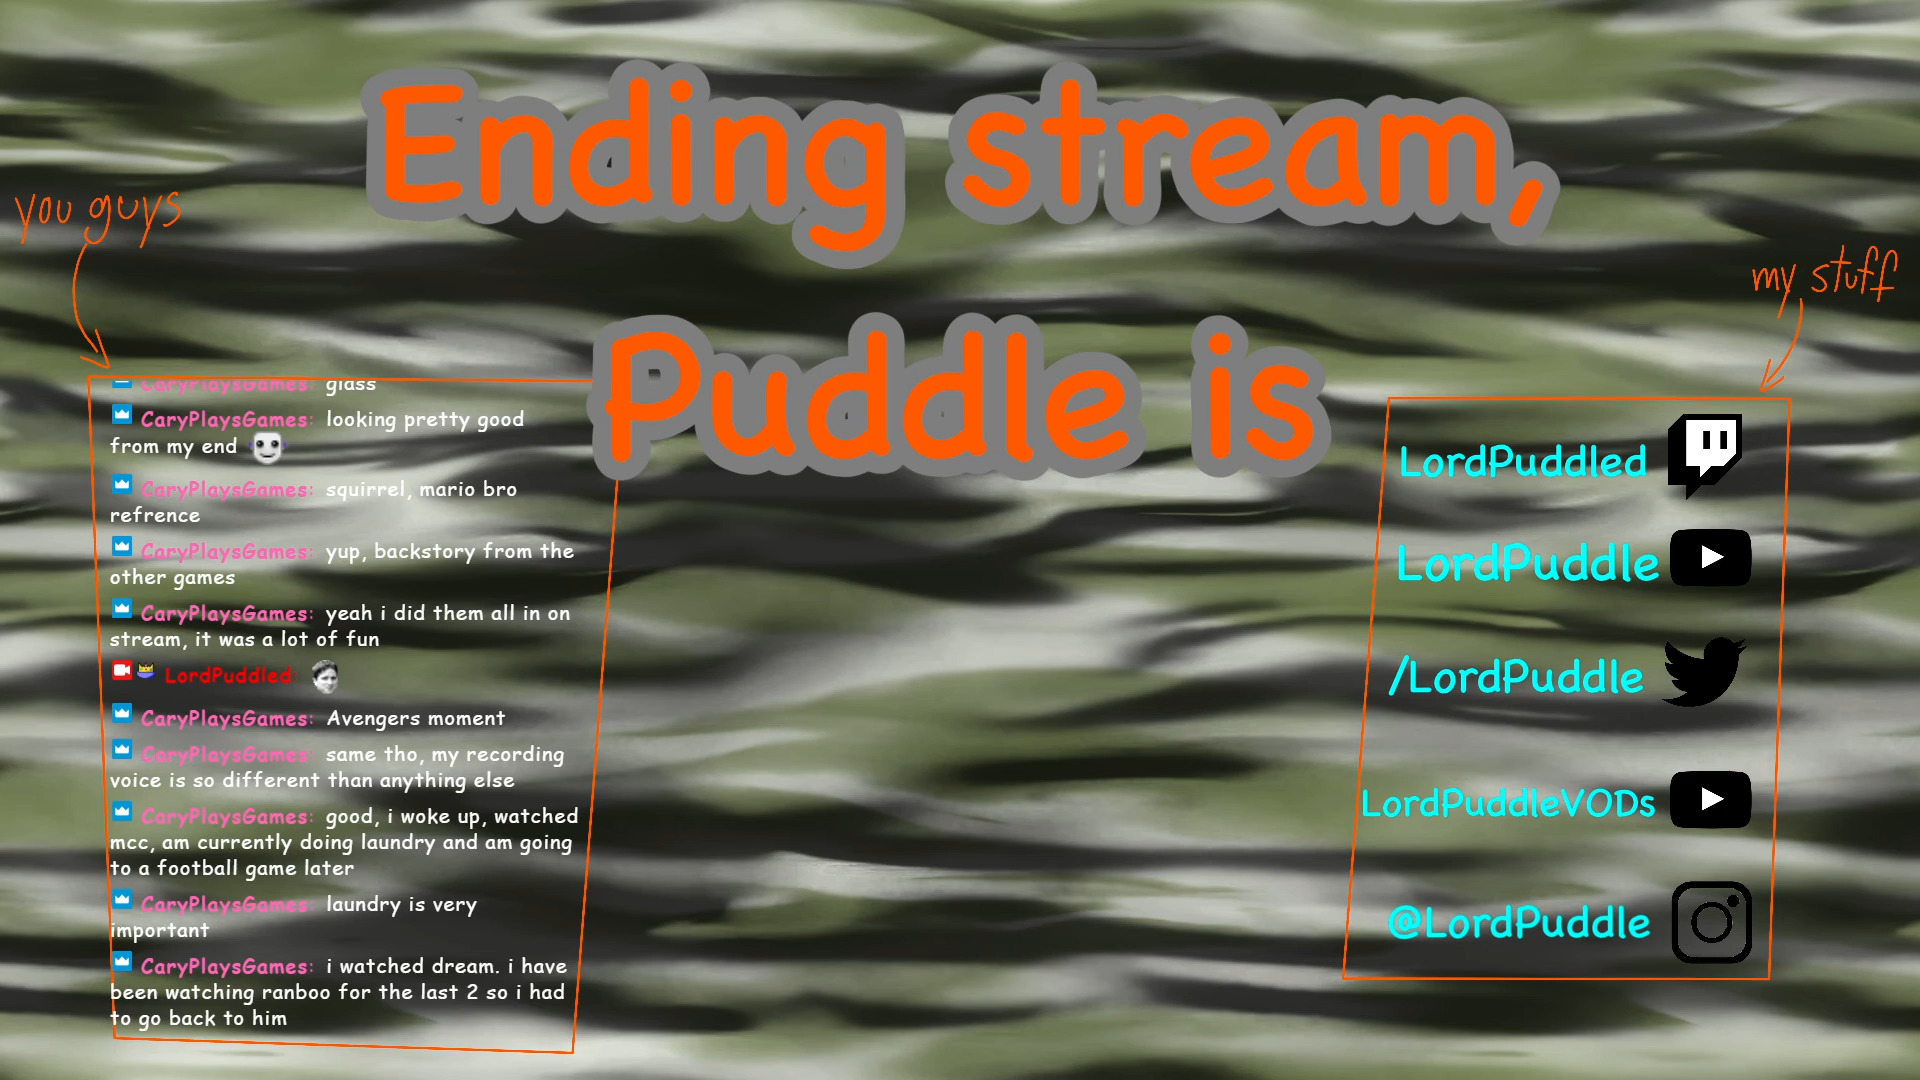 Ending stream,
Puddle is
you guys
CaryPlaysGames: glass
CaryPlaysGames: looking pretty good
from my end
CaryPlaysGames: squirrel, mario bro
refrence
CaryPlaysGames: yup, backstory from the
other games
CaryPlaysGames: yeah i did them all in on
stream, it was a lot of fun
LordPuddled:
CaryPlaysGames: Avengers moment
CaryPlaysGames: same tho, my recording
voice is so different than anything else
CaryPlaysGames: good, i woke up, watched
mcc, am currently doing laundry and am going
to a football game later
CaryPlaysGames: laundry is very
important
CaryPlaysGames: i watched dream. i have
been watching ranboo for the last 2 so i had
to go back to him
my stuff
LordPuddled
LordPuddle
/LordPuddle
LordPuddleVODs
@LordPuddle